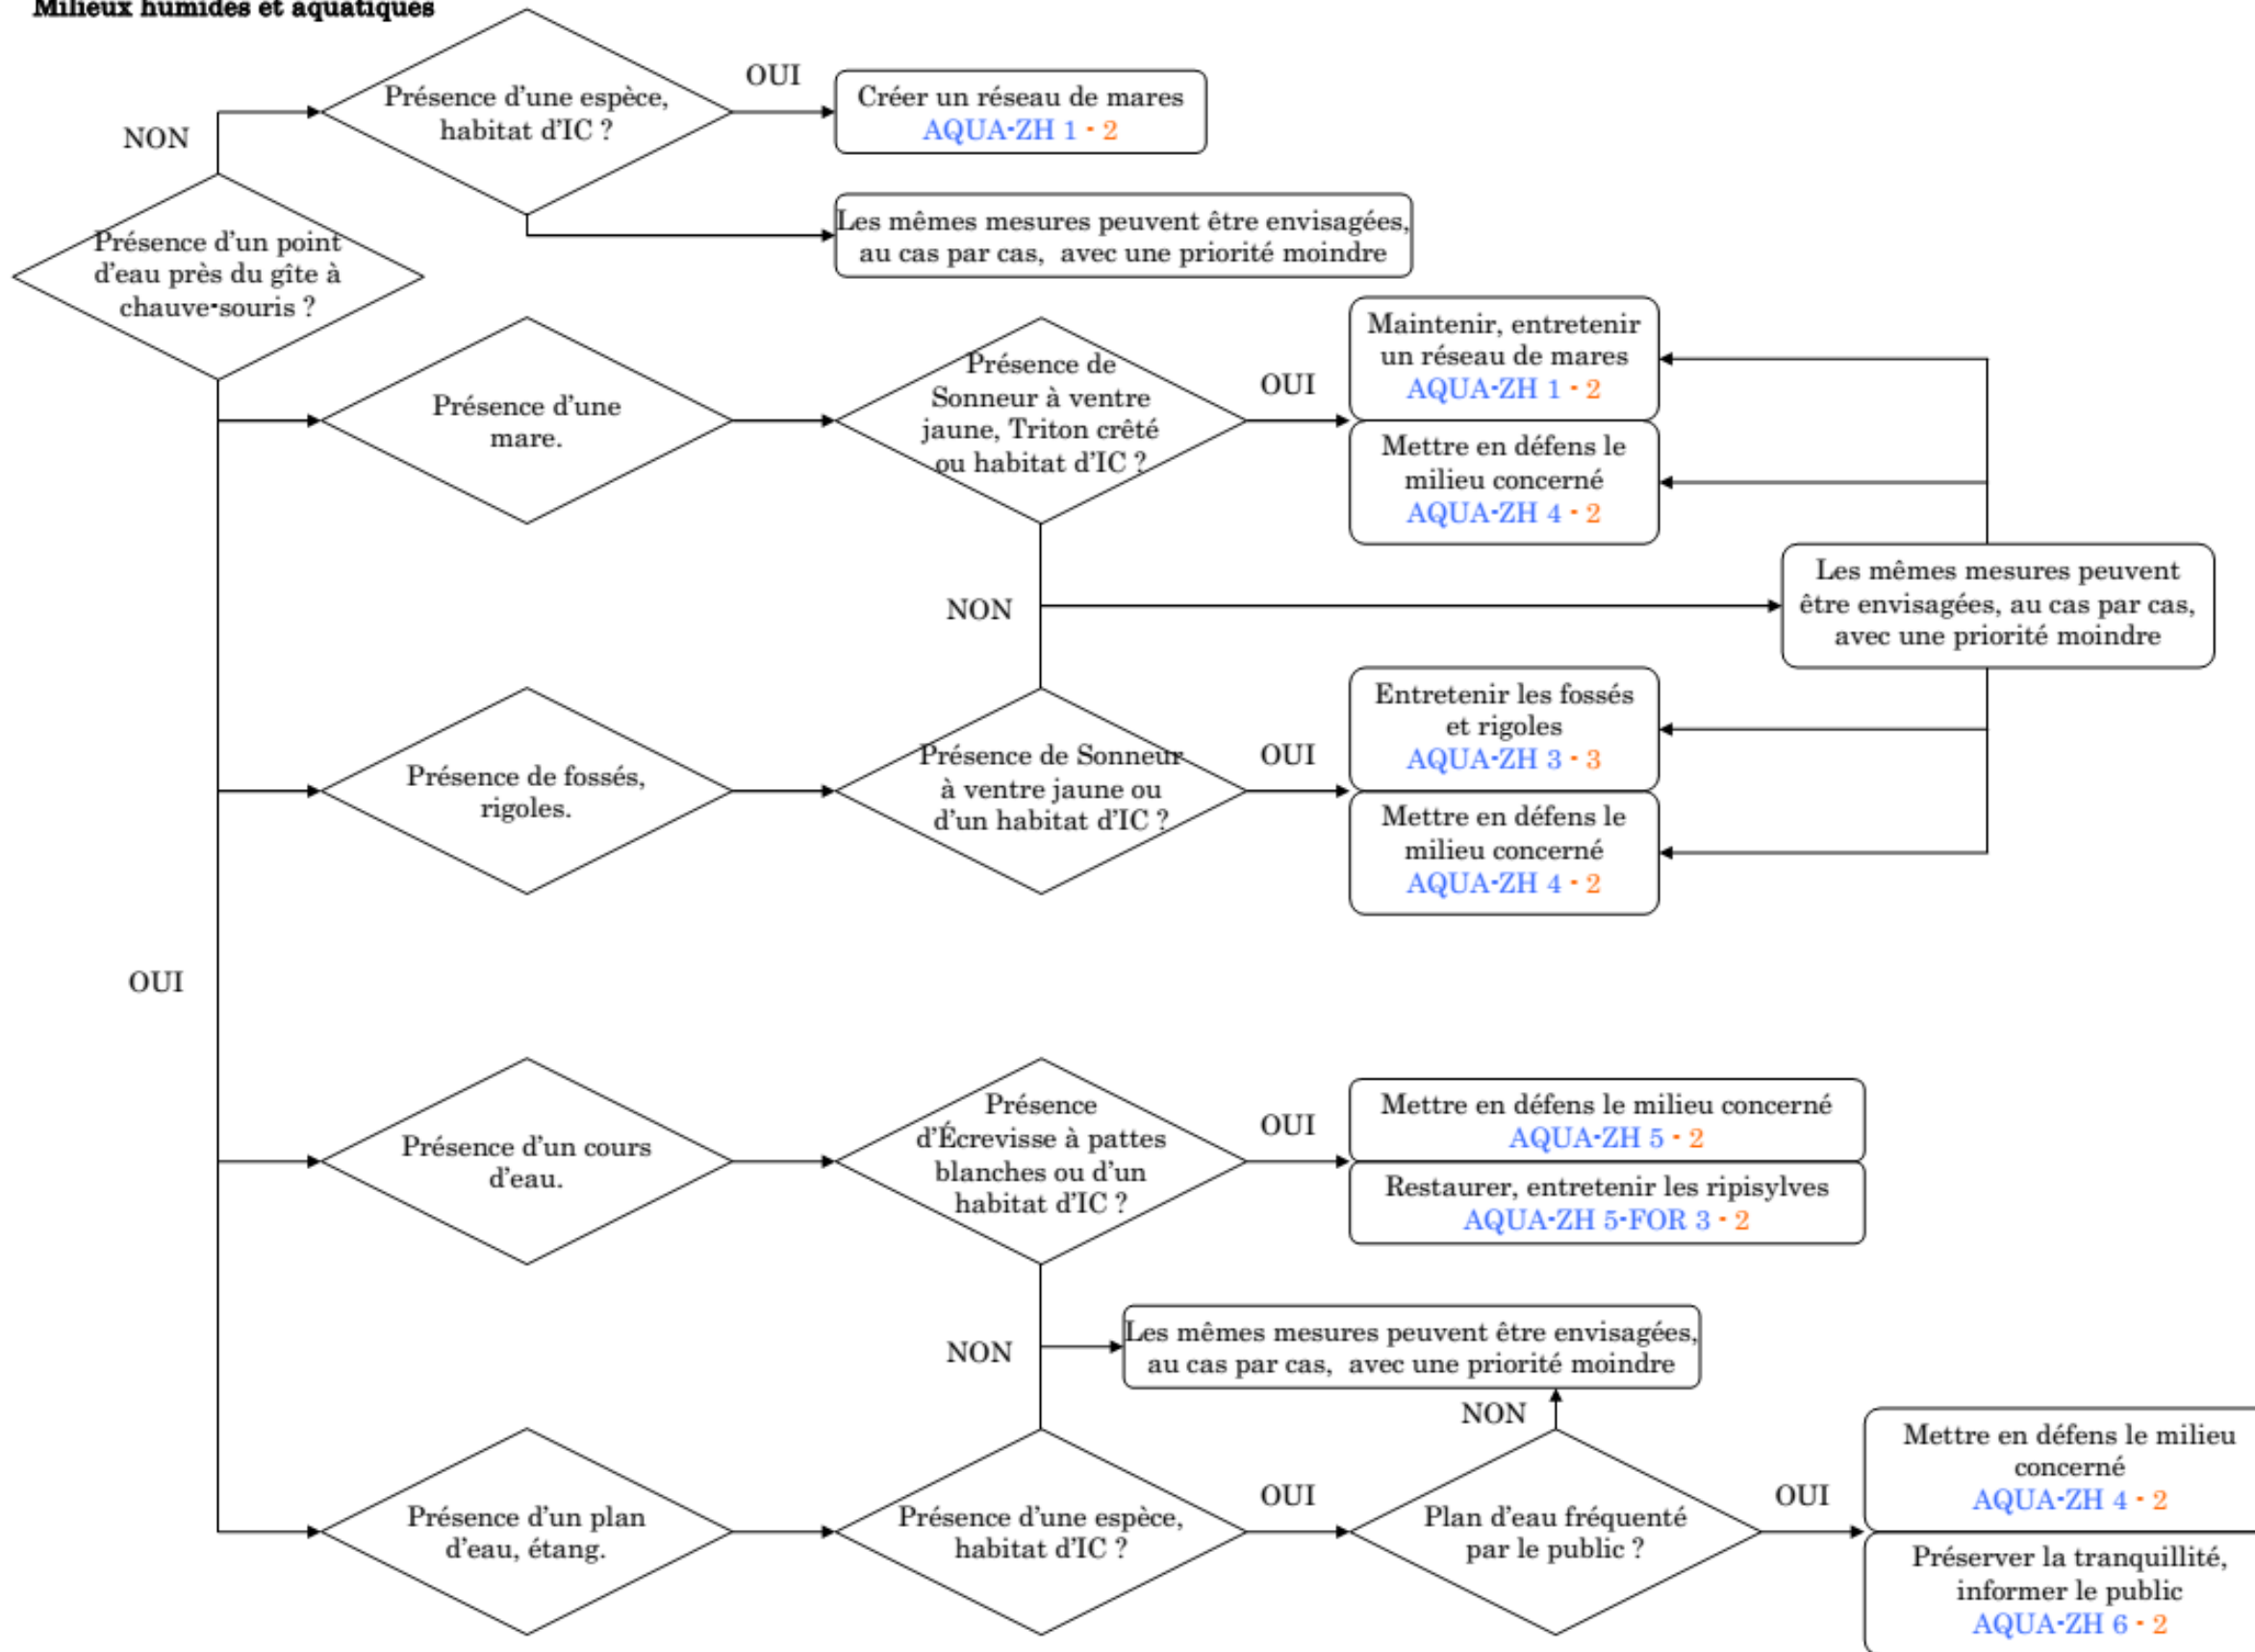 Milieux humides et aquatiques
OUI
Présence d'une espèce,
habitat d'IC ?
Créer un réseau de mares
AQUA-ZH 1 - 2
NON
Les mêmes mesures peuvent être envisagées,
au cas par cas, avec une priorité moindre
Présence d'un point
d'eau près du gîte à
chauve-souris ?
Présence d'une
mare.
Présence de
Sonneur à ventre
jaune, Triton crêté
ou habitat d'IC ?
OUI
Maintenir, entretenir
un réseau de mares
AQUA-ZH 1 - 2
Mettre en défens le
milieu concerné
AQUA-ZH 4 - 2
NON
Les mêmes mesures peuvent
être envisagées, au cas par cas,
avec une priorité moindre
Présence de fossés,
rigoles.
Présence de Sonneur
à ventre jaune ou
d'un habitat d'IC ?
OUI
Entretenir les fossés
et rigoles
AQUA-ZH 3 - 3
Mettre en défens le
milieu concerné
AQUA-ZH 4 - 2
OUI
Présence d'un cours
d'eau.
Présence
d'Écrevisse à pattes
blanches ou d'un
habitat d'IC ?
OUI
Mettre en défens le milieu concerné
AQUA-ZH 5 - 2
Restaurer, entretenir les ripisylves
AQUA-ZH 5-FOR 3 - 2
NON
Les mêmes mesures peuvent être envisagées,
au cas par cas, avec une priorité moindre
NON
Présence d'un plan
d'eau, étang.
Présence d'une espèce,
habitat d'IC ?
OUI
Plan d'eau fréquenté
par le public ?
OUI
Mettre en défens le milieu
concerné
AQUA-ZH 4 - 2
Préserver la tranquillité,
informer le public
AQUA-ZH 6 - 2